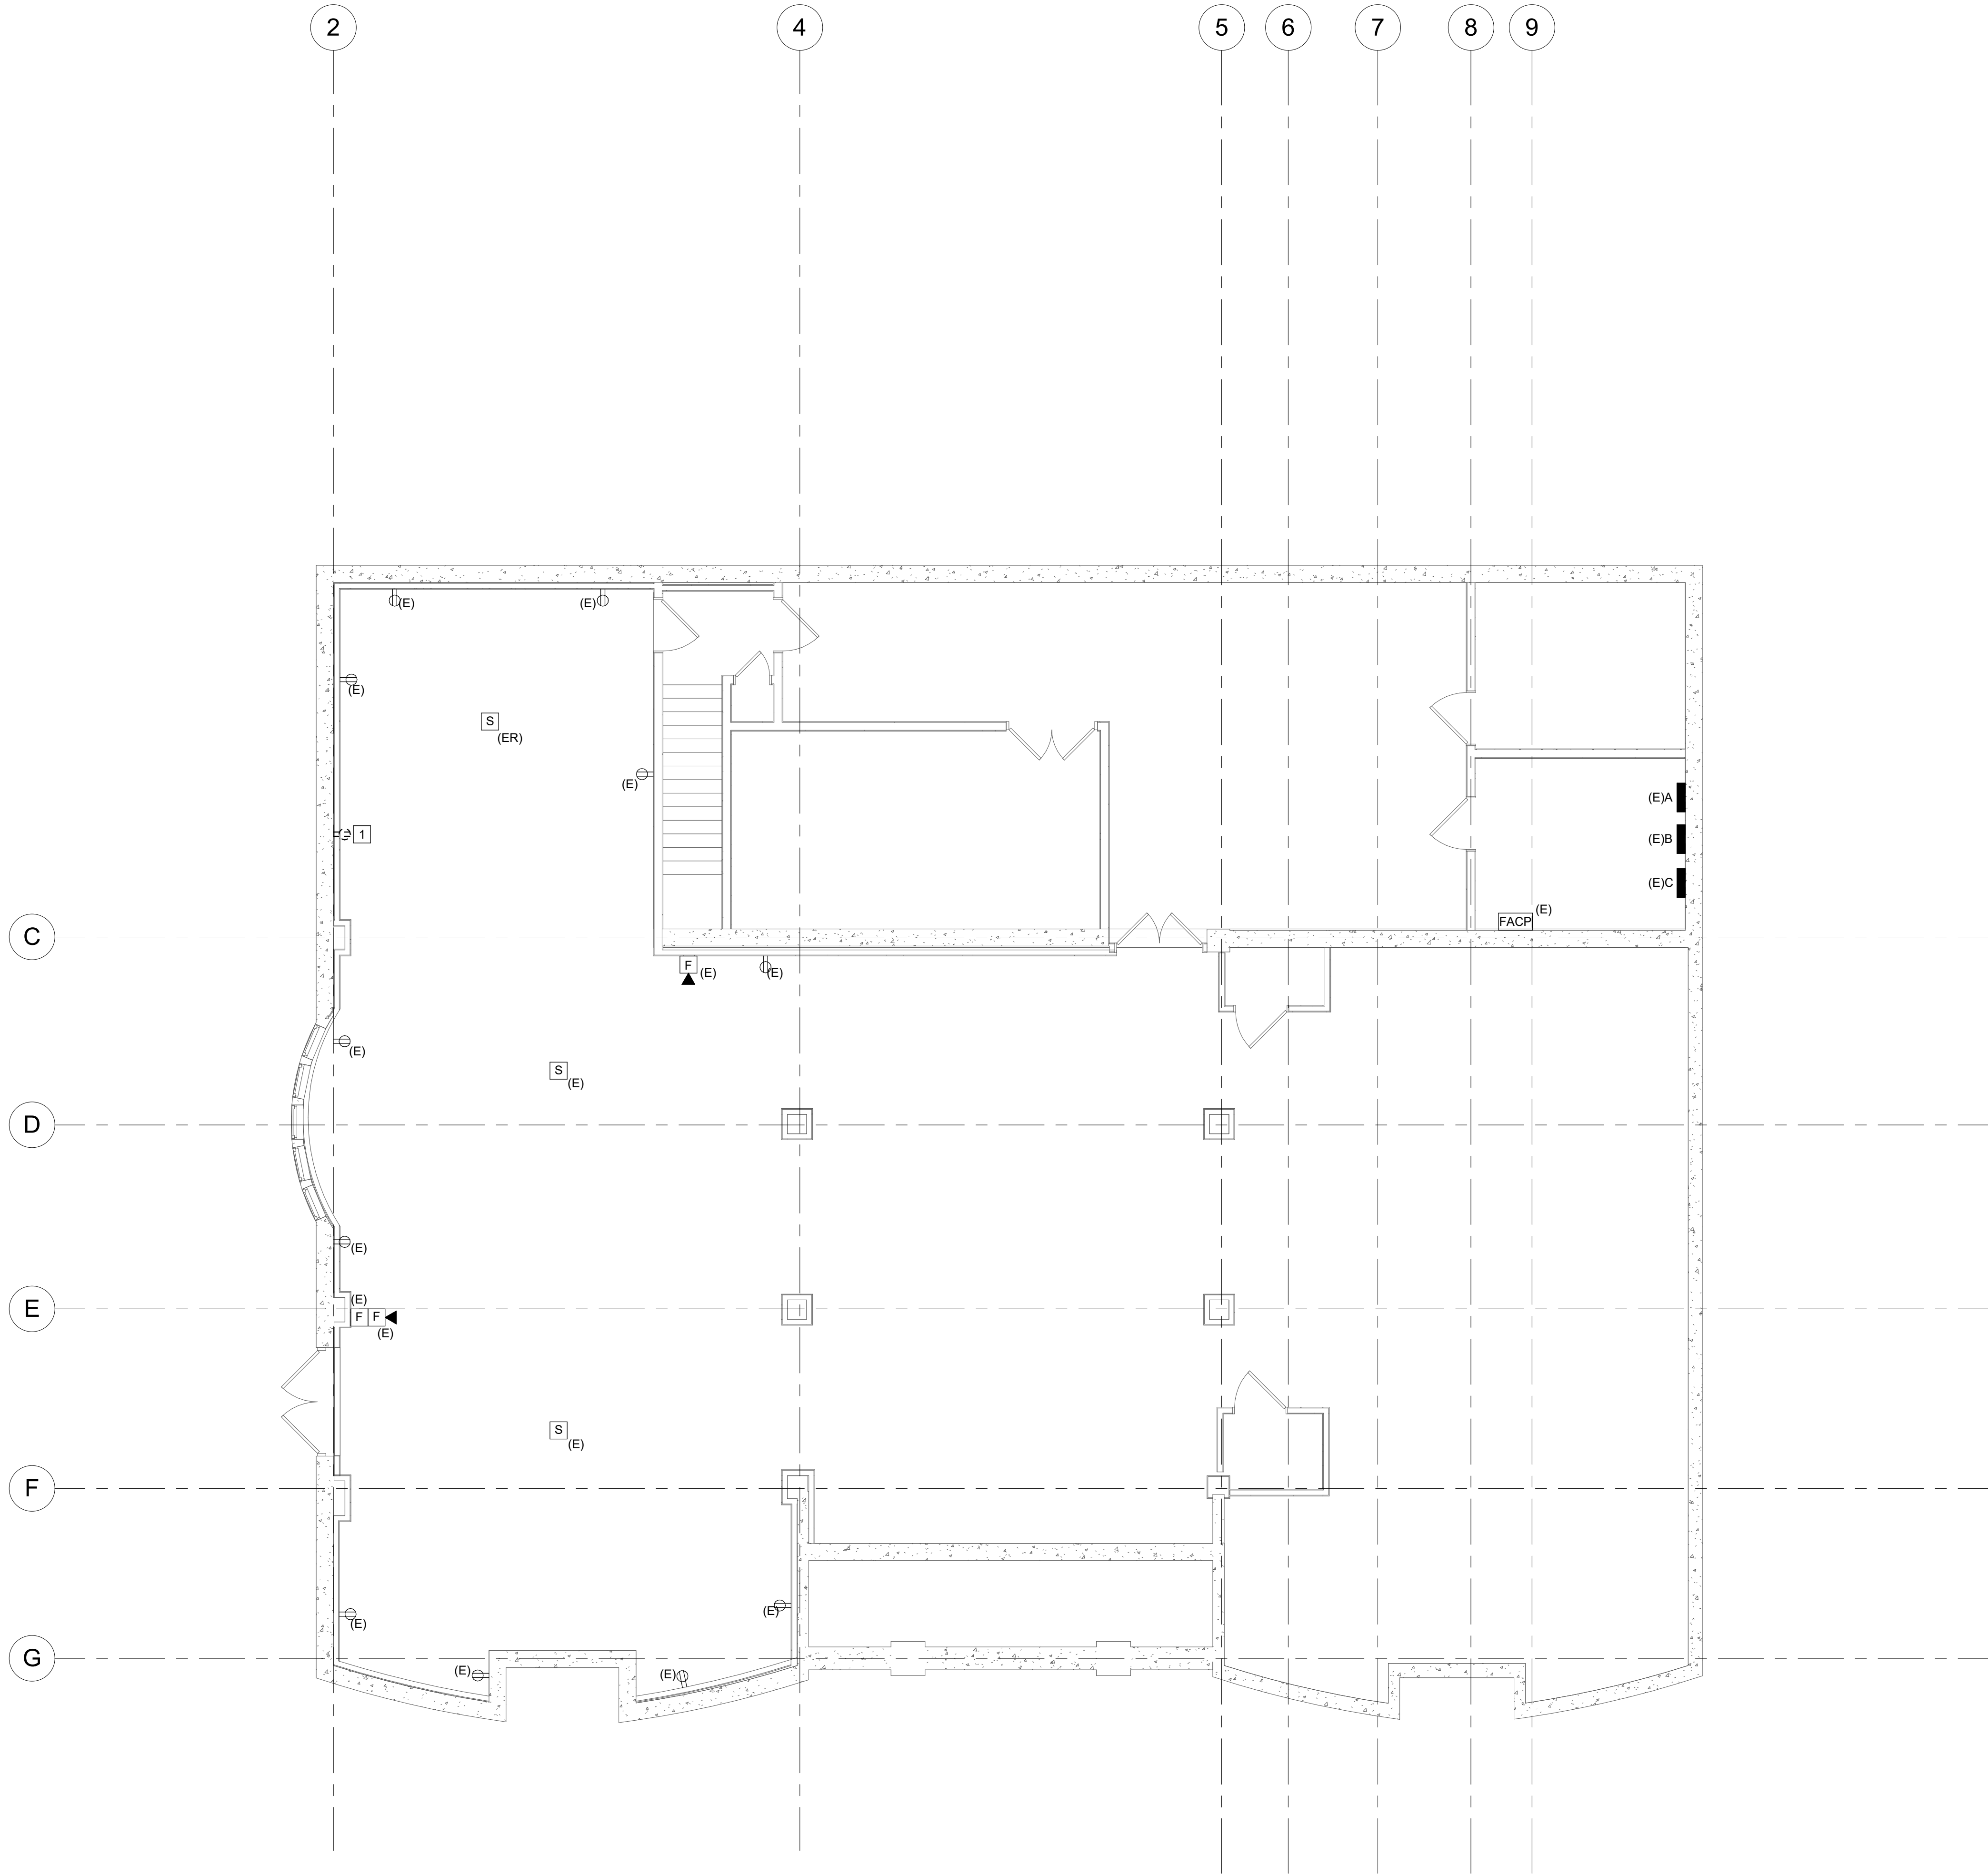 2 4 5 6 7 8 9
(E) (E)
(E)
S
(ER)
(E)
(E)A
1
(E)B
(E)C
(E)
FACP
C
F (E) (E)
(E)
S
(E)
D
(E)
(E)
E
F F
(E)
S
(E)
F
(E)
(E)
G
(E) (E)